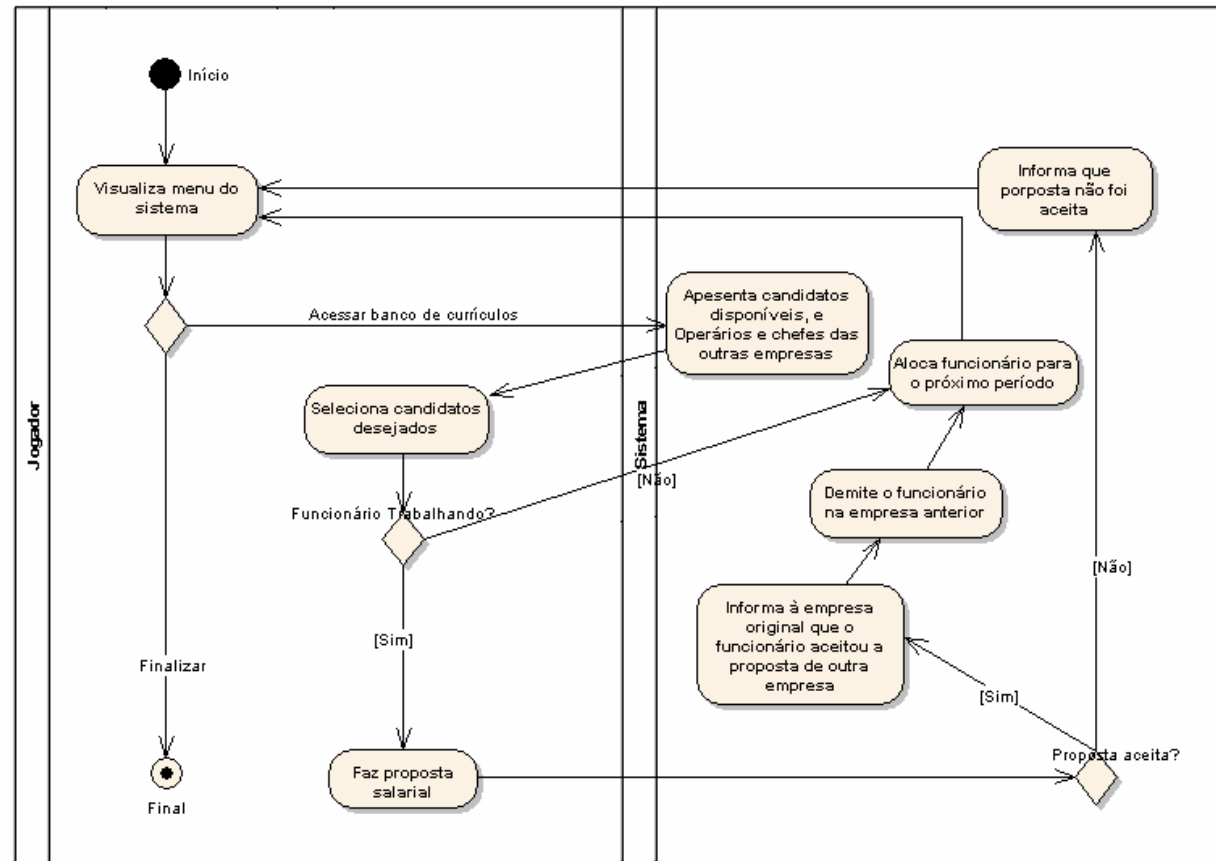 Jogador
Início
Visualiza menu do
sistema
Acessar banco de currículos
Seleciona candidatos
desejados
Funcionário Trabalhando?
[Não]
[Sim]
Finalizar
Final
Faz proposta
salarial
Sistema
Informa que
porposta não foi
aceita
Apesenta candidatos
disponíveis, e
Operários e chefes das
outras empresas
Aloca funcionário para
o próximo período
Demite o funcionário
na empresa anterior
Informa à empresa
original que o
funcionário aceitou a
proposta de outra
empresa
[Não]
[Sim]
Proposta aceita?